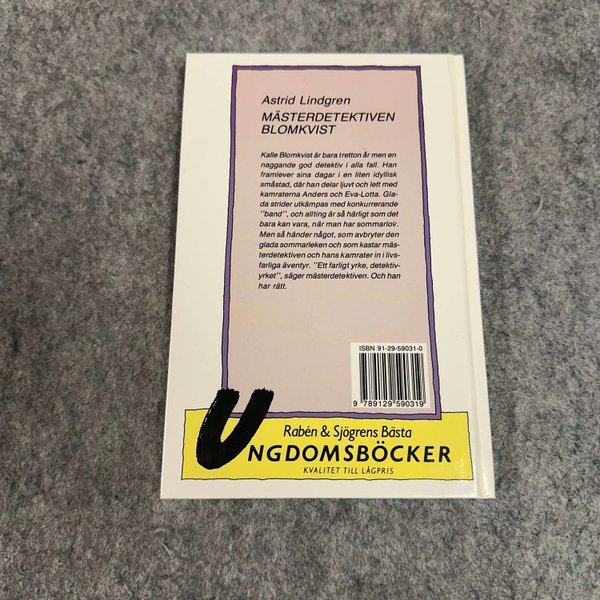 Astrid Lindgren
MÄSTERDETEKTIVEN
BLOMKVIST
Kalle Blomkvist är bara tretton år men en
naggande god detektiv i alla fall. Han
framlever sina dagar i en liten idyllisk
småstad, där han delar ljuvt och lett med
kamraterna Anders och Eva-Lotta. Gla-
da strider utkämpas med konkurrerande
"band", och allting är så härligt som det
bara kan vara, när man har sommarlov.
Men så händer något, som avbryter den
glada sommarleken och som kastar mäs-
terdetektiven och hans kamrater in i livs-
farliga äventyr. "Ett farligt yrke, detektiv-
yrket", säger mästerdetektiven. Och han
har rätt.
ISBN 91-29-59031-0
9 789129 590319
Rabén & Sjögrens Bästa
UNGDOMSBÖCKER
KVALITET TILL LÅGPRIS